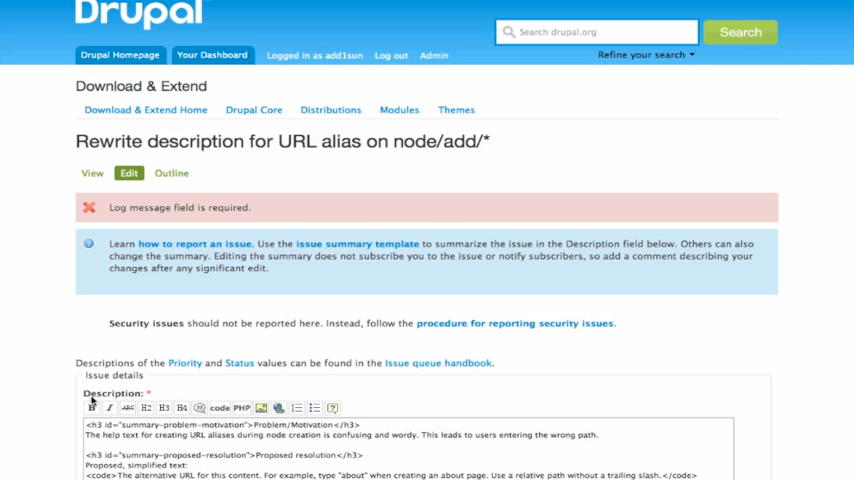 Drupal
Search drupal.org
Search
Drupal Homepage Your Dashboard Logged in as add1sun Log out Admin
Refine your search
Download & Extend
Download & Extend Home Drupal Core Distributions Modules Themes
Rewrite description for URL alias on node/add/*
View Edit Outline
Log message field is required.
Learn how to report an issue. Use the issue summary template to summarize the issue in the Description field below. Others can also
change the summary. Editing the summary does not subscribe you to the issue or notify subscribers, so add a comment describing your
changes after any significant edit.
Security issues should not be reported here. Instead, follow the procedure for reporting security issues.
Descriptions of the Priority and Status values can be found in the Issue queue handbook.
Issue details
Description: *
B I ABC H2 H3 H4 code PHP
<h3 id="summary-problem-motivation">Problem/Motivation</h3>
The help text for creating URL aliases during node creation is confusing and wordy. This leads to users entering the wrong path.
<h3 id="summary-proposed-resolution">Proposed resolution</h3>
Proposed, simplified text:
<code>The alternative URL for this content. For example, type "about" when creating an about page. Use a relative path without a trailing slash.</code>